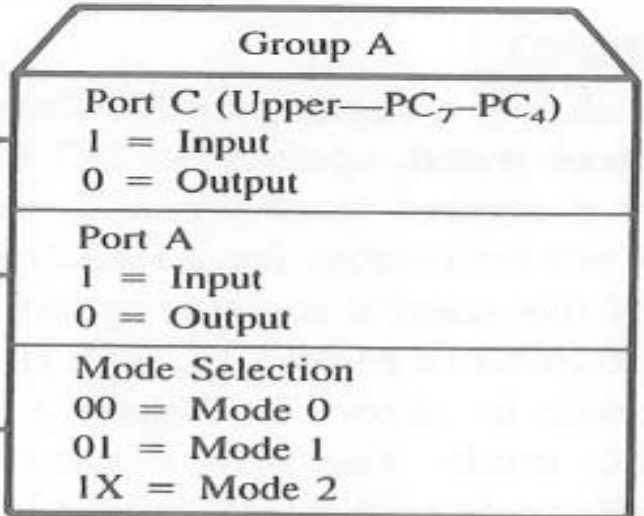 Group A
Port C (Upper—PC₇–PC₄)
1 = Input
0 = Output
Port A
1 = Input
0 = Output
Mode Selection
00 = Mode 0
01 = Mode 1
1X = Mode 2